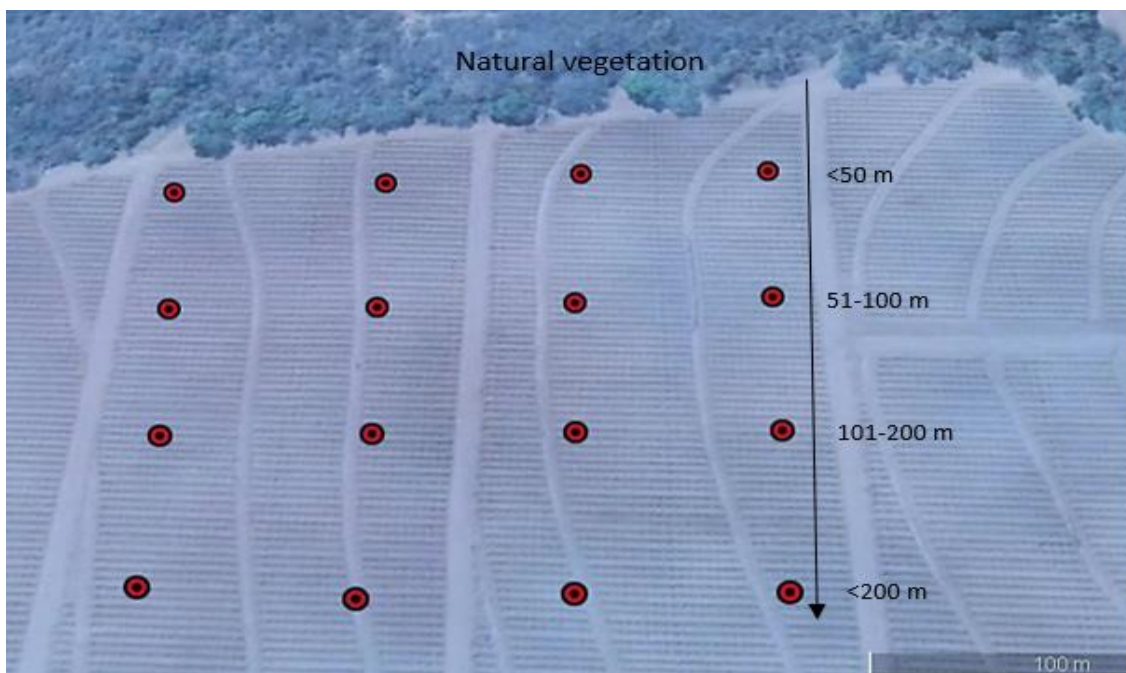 Natural vegetation
<50 m
51-100 m
101-200 m
<200 m
100 m